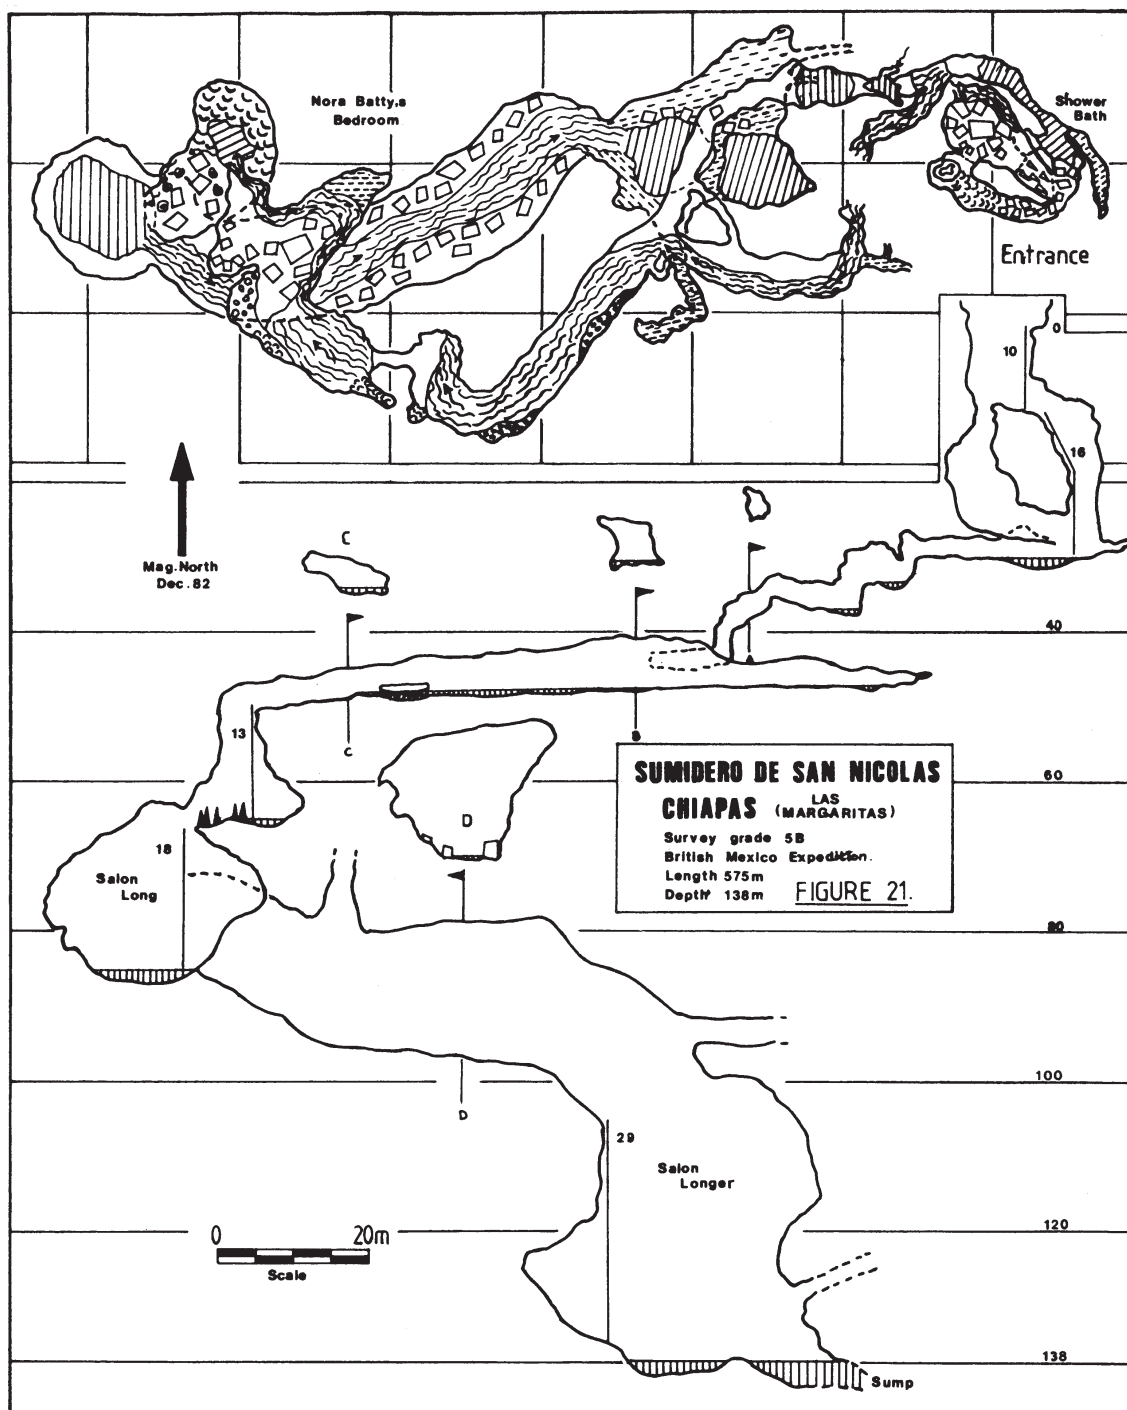 Nora Batty,s
Bedroom
Shower
Bath
Entrance
0
10
16
Mag.North
Dec.82
C
40
13
C
B
60
SUMIDERO DE SAN NICOLAS
CHIAPAS (LAS MARGARITAS)
Survey grade 5B
British Mexico Expedition.
Length 575m
Depth 138m FIGURE 21.
D
18
Salon
Long
80
100
D
29
Salon
Longer
0 20m
Scale
120
138
Sump